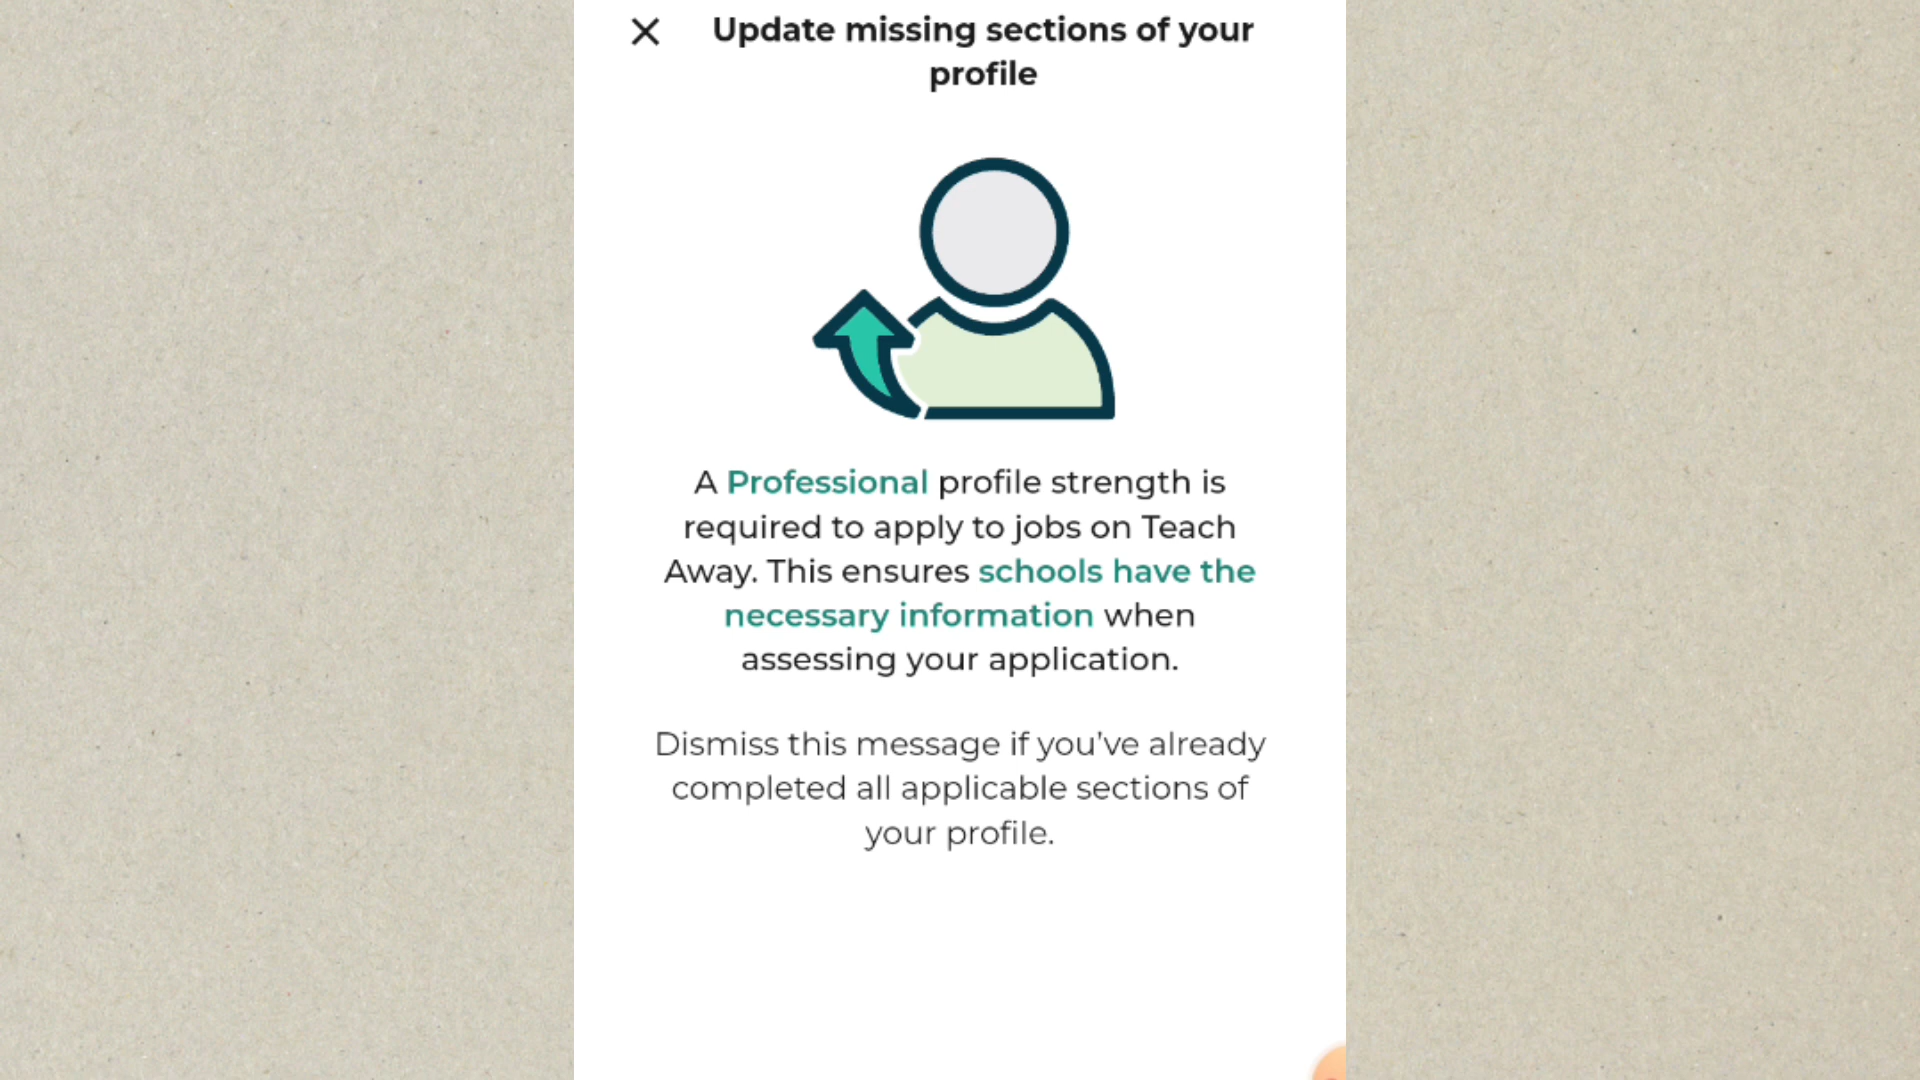 Update missing sections of your
profile
A Professional profile strength is
required to apply to jobs on Teach
Away. This ensures schools have the
necessary information when
assessing your application.
Dismiss this message if you’ve already
completed all applicable sections of
your profile.